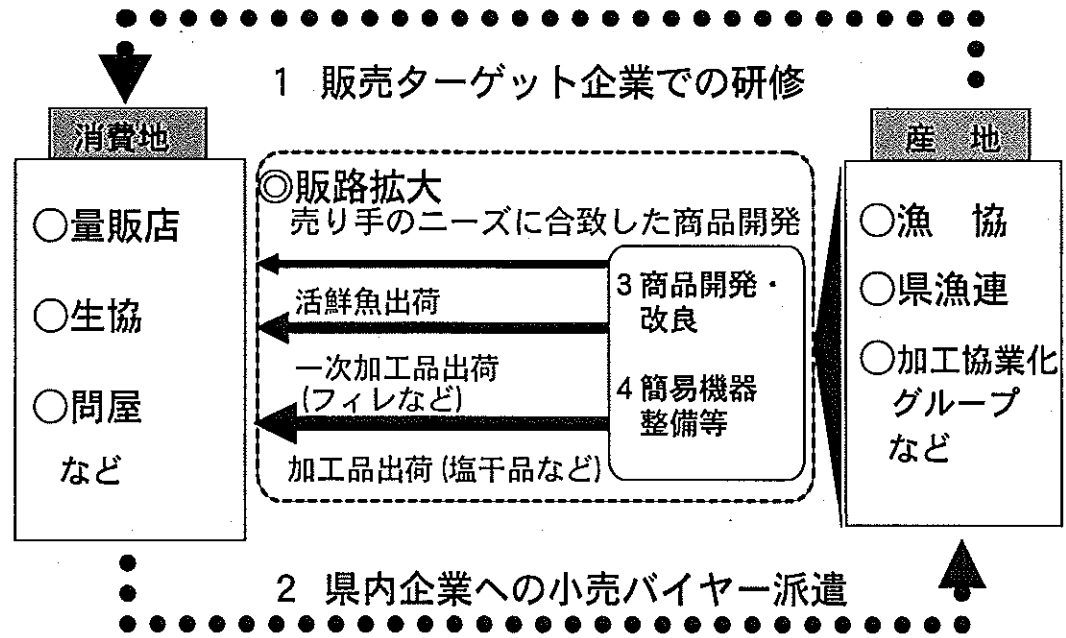 1 販売ターゲット企業での研修
消費地
○量販店
○生協
○問屋
など
◎販路拡大
売り手のニーズに合致した商品開発
活鮮魚出荷
一次加工品出荷
(フィレなど)
加工品出荷(塩干品など)
3 商品開発・
改良
4 簡易機器
整備等
産 地
○漁 協
○県漁連
○加工協業化
グループ
など
2 県内企業への小売バイヤー派遣